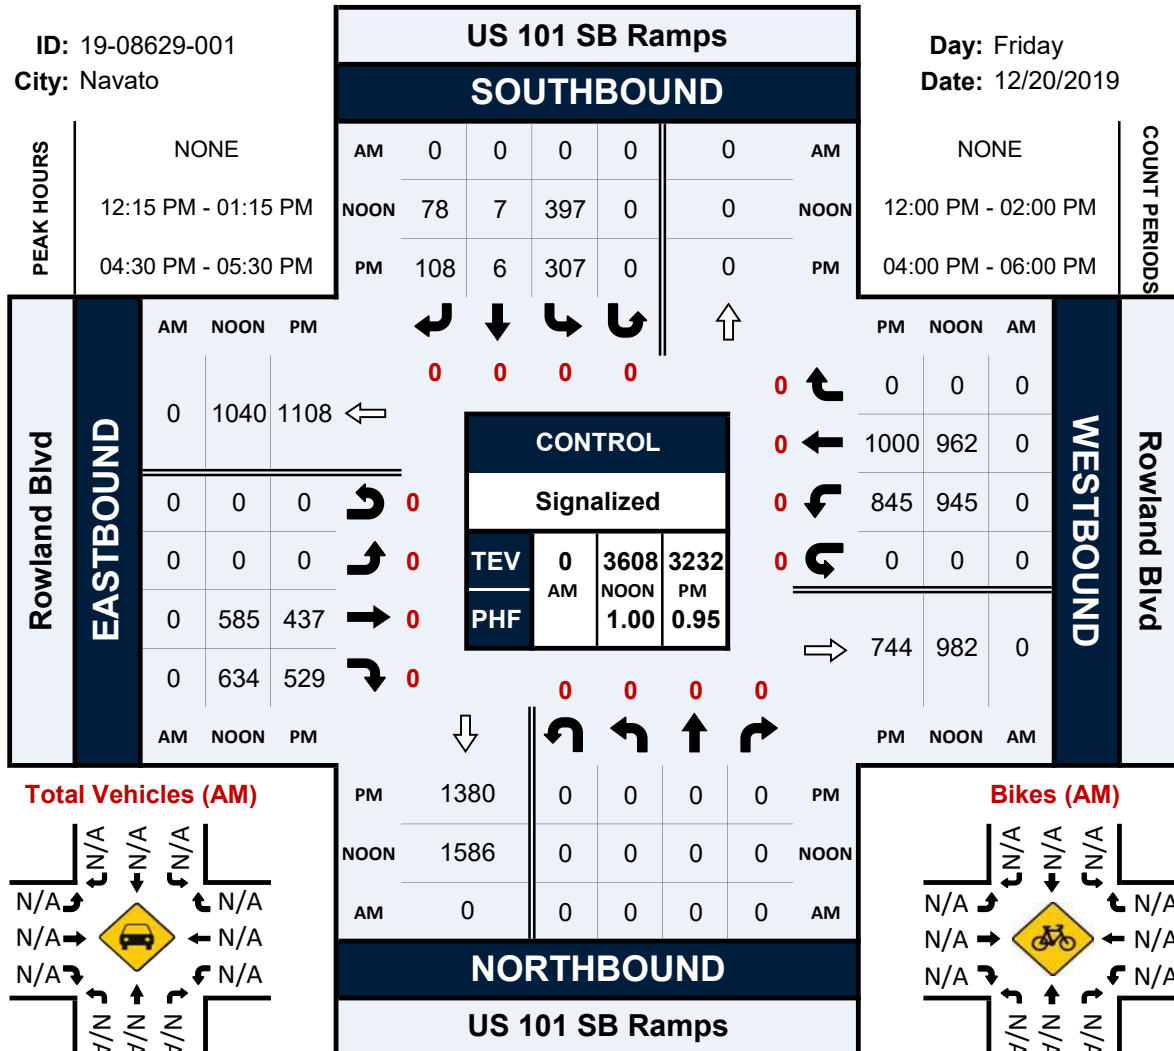 US 101 SB Ramps
ID: 19-08629-001
Day: Friday
City: Navato
SOUTHBOUND
Date: 12/20/2019
PEAK HOURS
NONE
AM 0 0 0 0 0 AM
NONE
COUNT PERIODS
12:15 PM - 01:15 PM
NOON 78 7 397 0 0 NOON
12:00 PM - 02:00 PM
04:30 PM - 05:30 PM
PM 108 6 307 0 0 PM
04:00 PM - 06:00 PM
AM NOON PM
PM NOON AM
0 0 0 0
0 0 0 0
0 1040 1108
CONTROL
0 1000 962 0
Rowland Blvd
EASTBOUND
WESTBOUND
Rowland Blvd
0 0 0 0
Signalized
0 845 945 0
0 0 0 0
TEV 0 3608 3232
0 0 0 0
AM NOON PM
0 585 437 0
PHF 1.00 0.95
744 982 0
0 634 529 0
0 0 0 0
AM NOON PM
PM NOON AM
Total Vehicles (AM)
PM 1380 0 0 0 0 PM
Bikes (AM)
NOON 1586 0 0 0 0 NOON
AM 0 0 0 0 0 AM
N/A N/A N/A
N/A N/A
N/A N/A
N/A N/A
N/A N/A N/A
N/A N/A N/A
N/A N/A
N/A N/A
N/A N/A
N/A N/A N/A
NORTHBOUND
US 101 SB Ramps